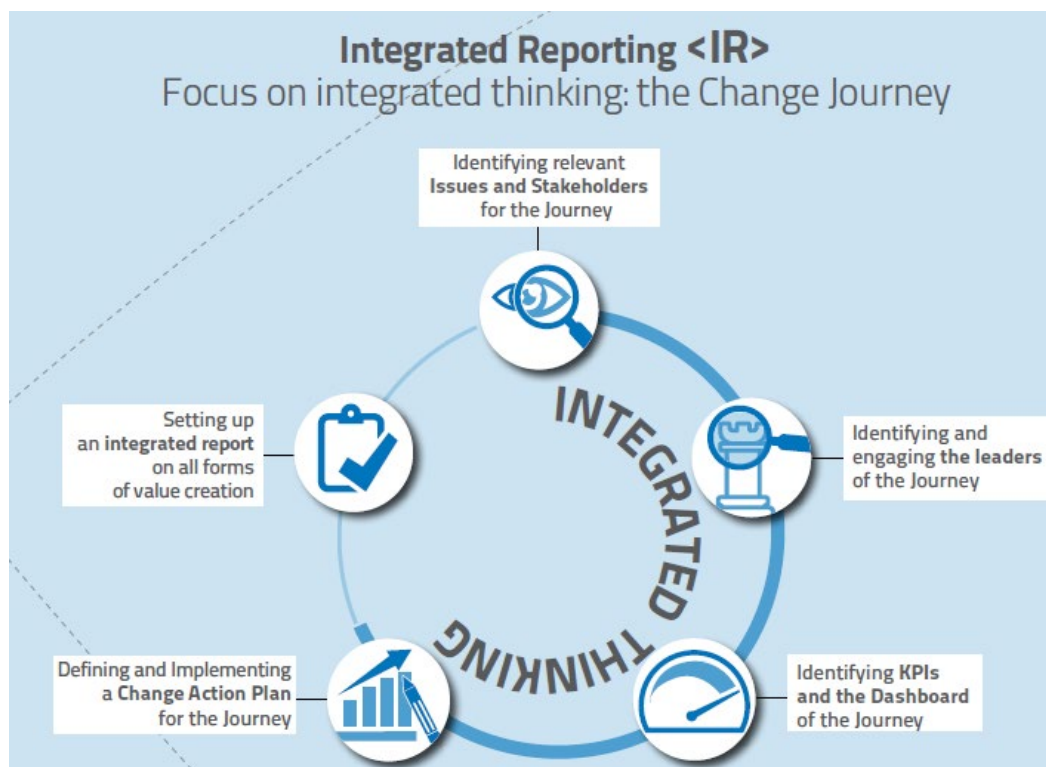 Integrated Reporting <IR>
Focus on integrated thinking: the Change Journey
Identifying relevant
Issues and Stakeholders
for the Journey
Identifying and
engaging the leaders
of the Journey
Identifying KPIs
and the Dashboard
of the Journey
Defining and Implementing
a Change Action Plan
for the Journey
Setting up
an integrated report
on all forms
of value creation
INTEGRATED THINKING